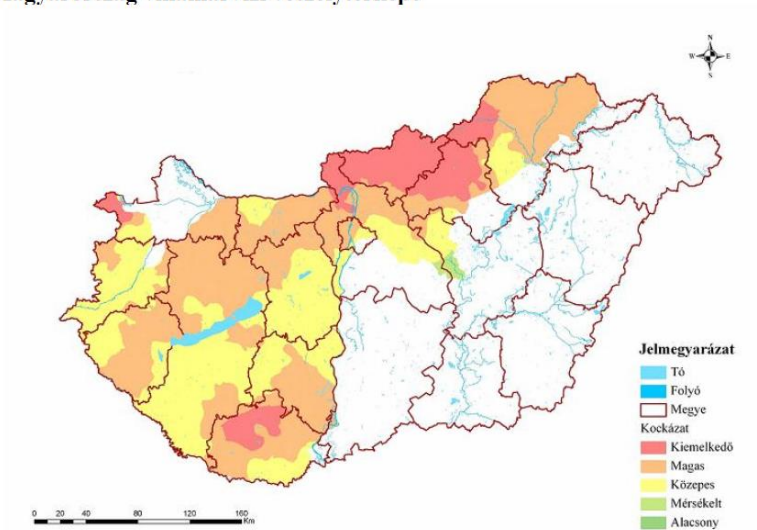 N
W E
S
Jelmegyarázat
Tó
Folyó
Megye
Kockázat
Kiemelkedő
Magas
Közepes
Mérsékelt
Alacsony
0 20 40 80 120 160
Km